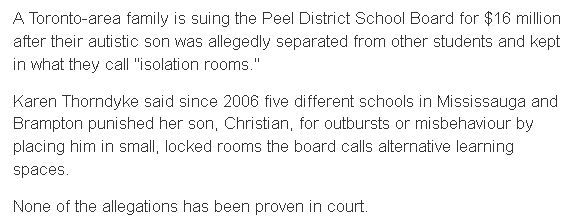 A Toronto-area family is suing the Peel District School Board for $16 million
after their autistic son was allegedly separated from other students and kept
in what they call "isolation rooms."
Karen Thorndyke said since 2006 five different schools in Mississauga and
Brampton punished her son, Christian, for outbursts or misbehaviour by
placing him in small, locked rooms the board calls alternative learning
spaces.
None of the allegations has been proven in court.